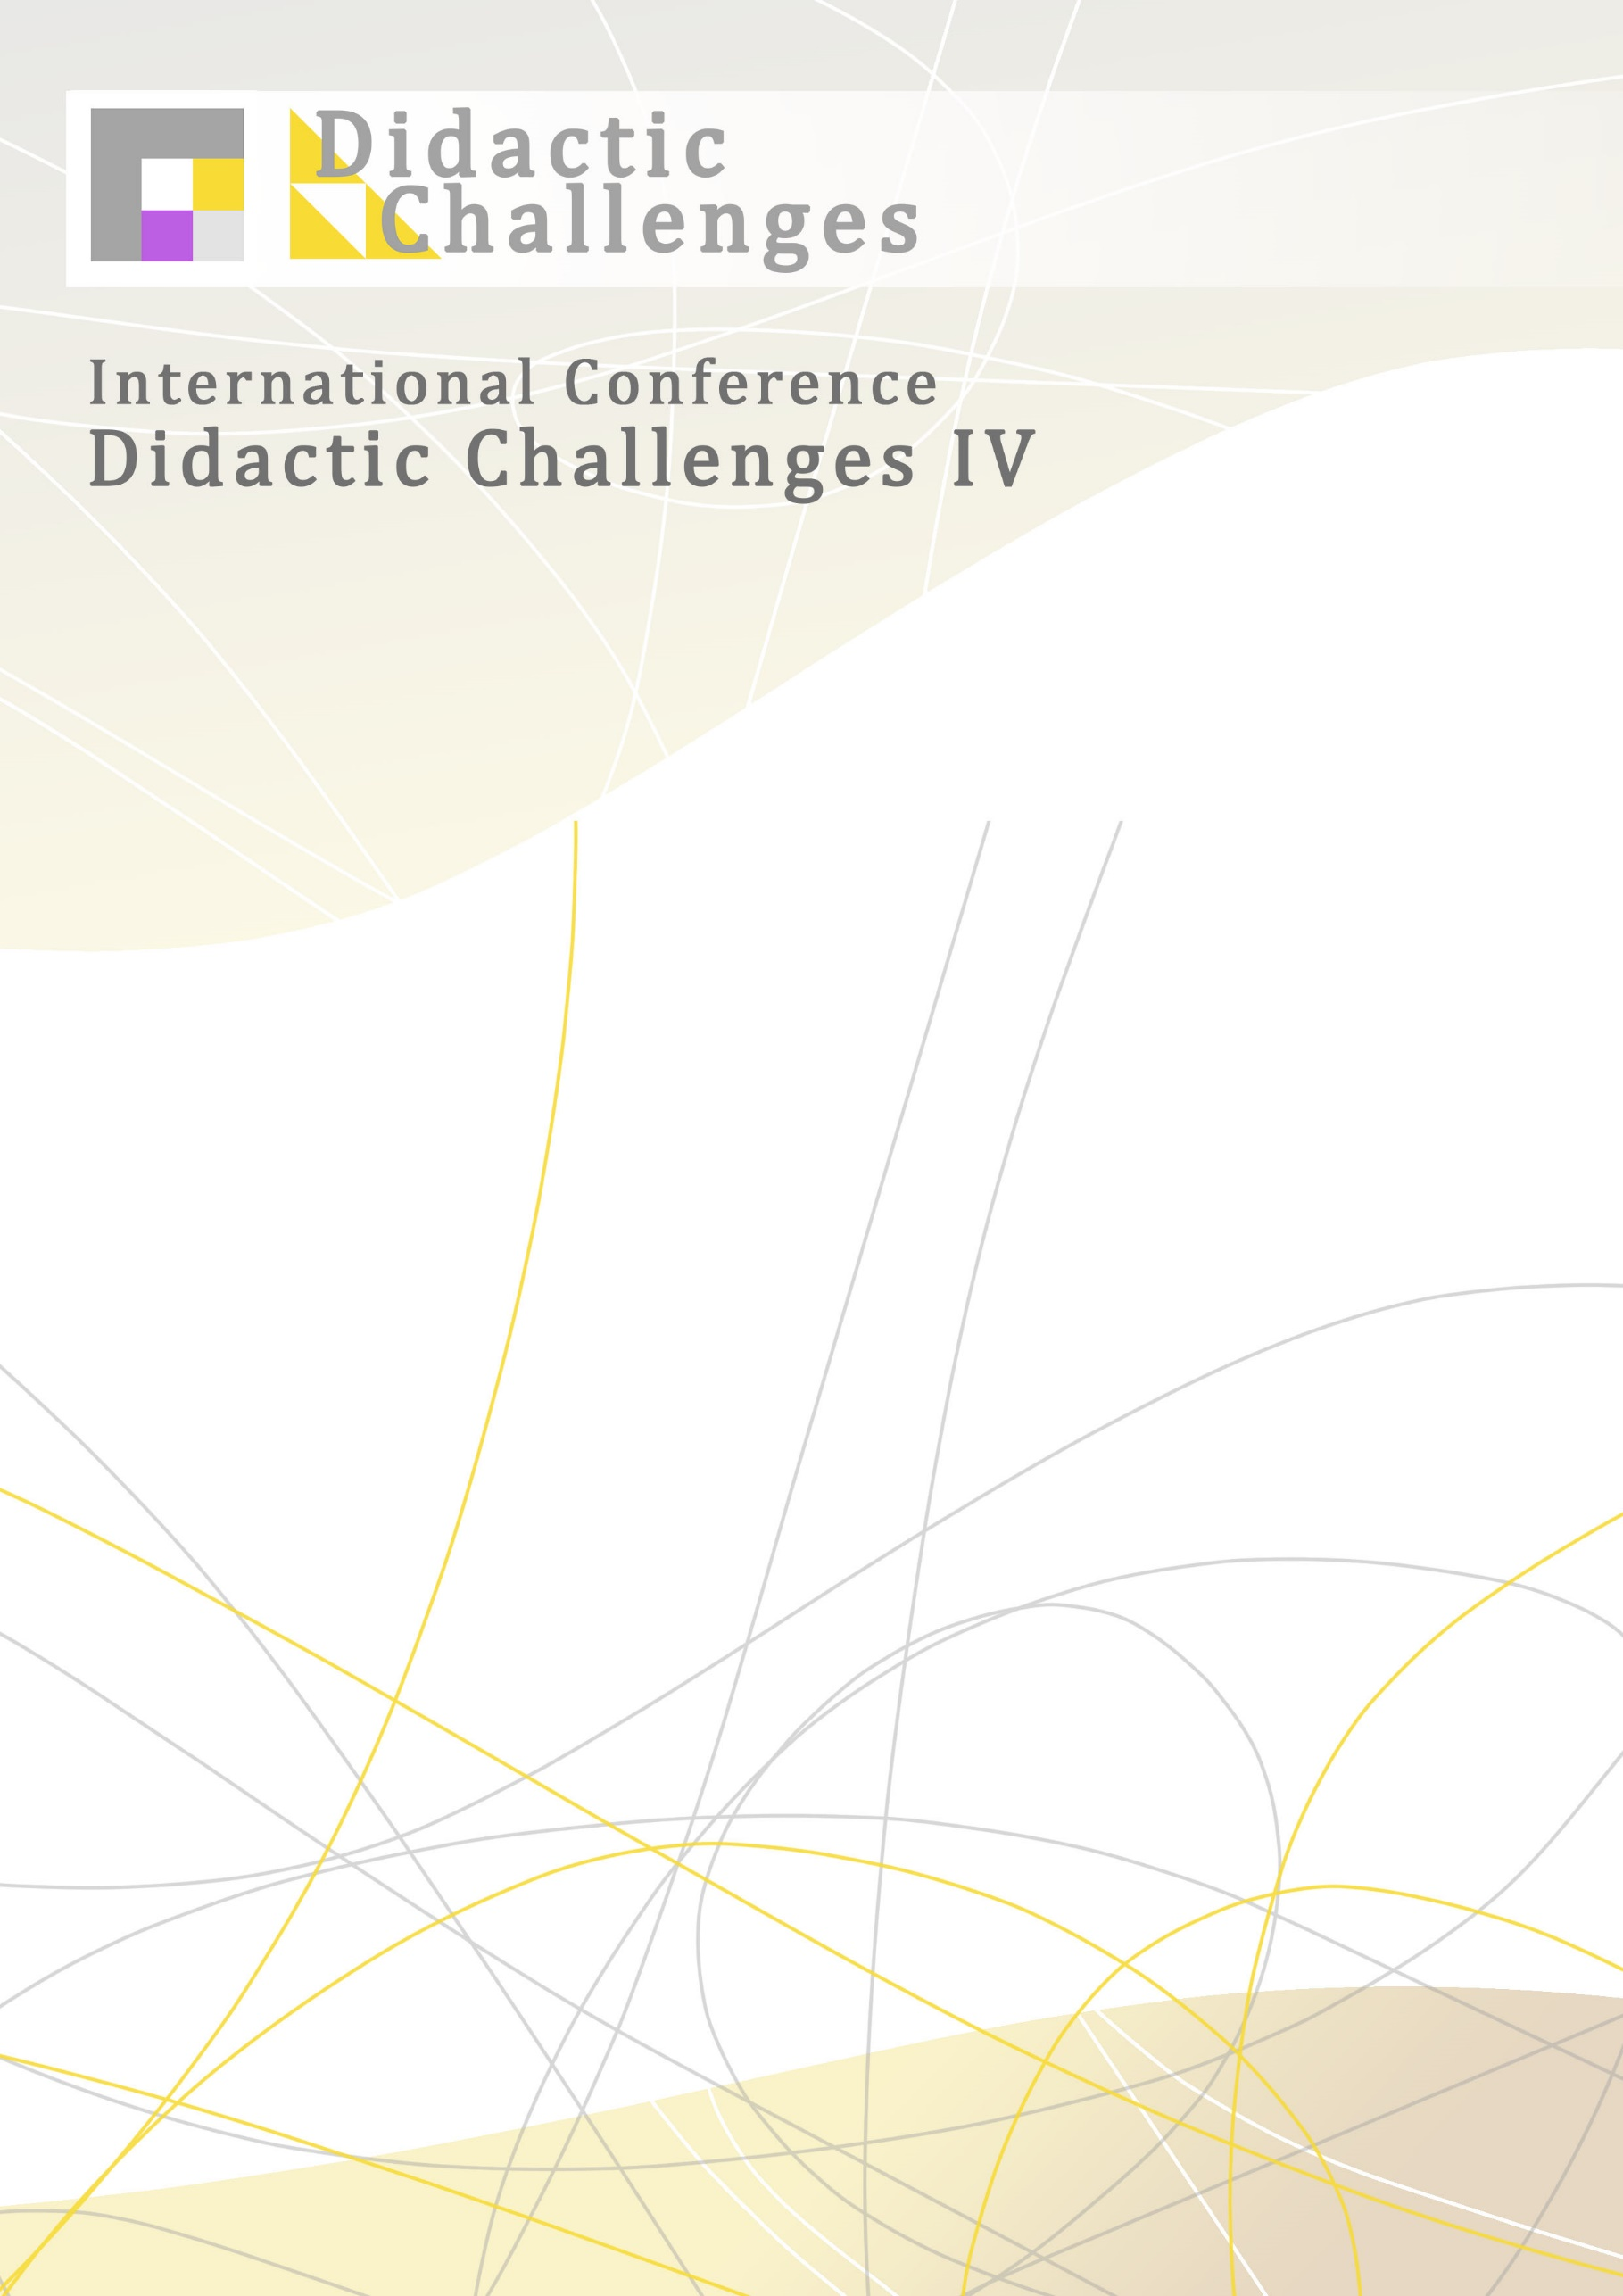 Didactic
Challenges
International Conference
Didactic Challenges IV